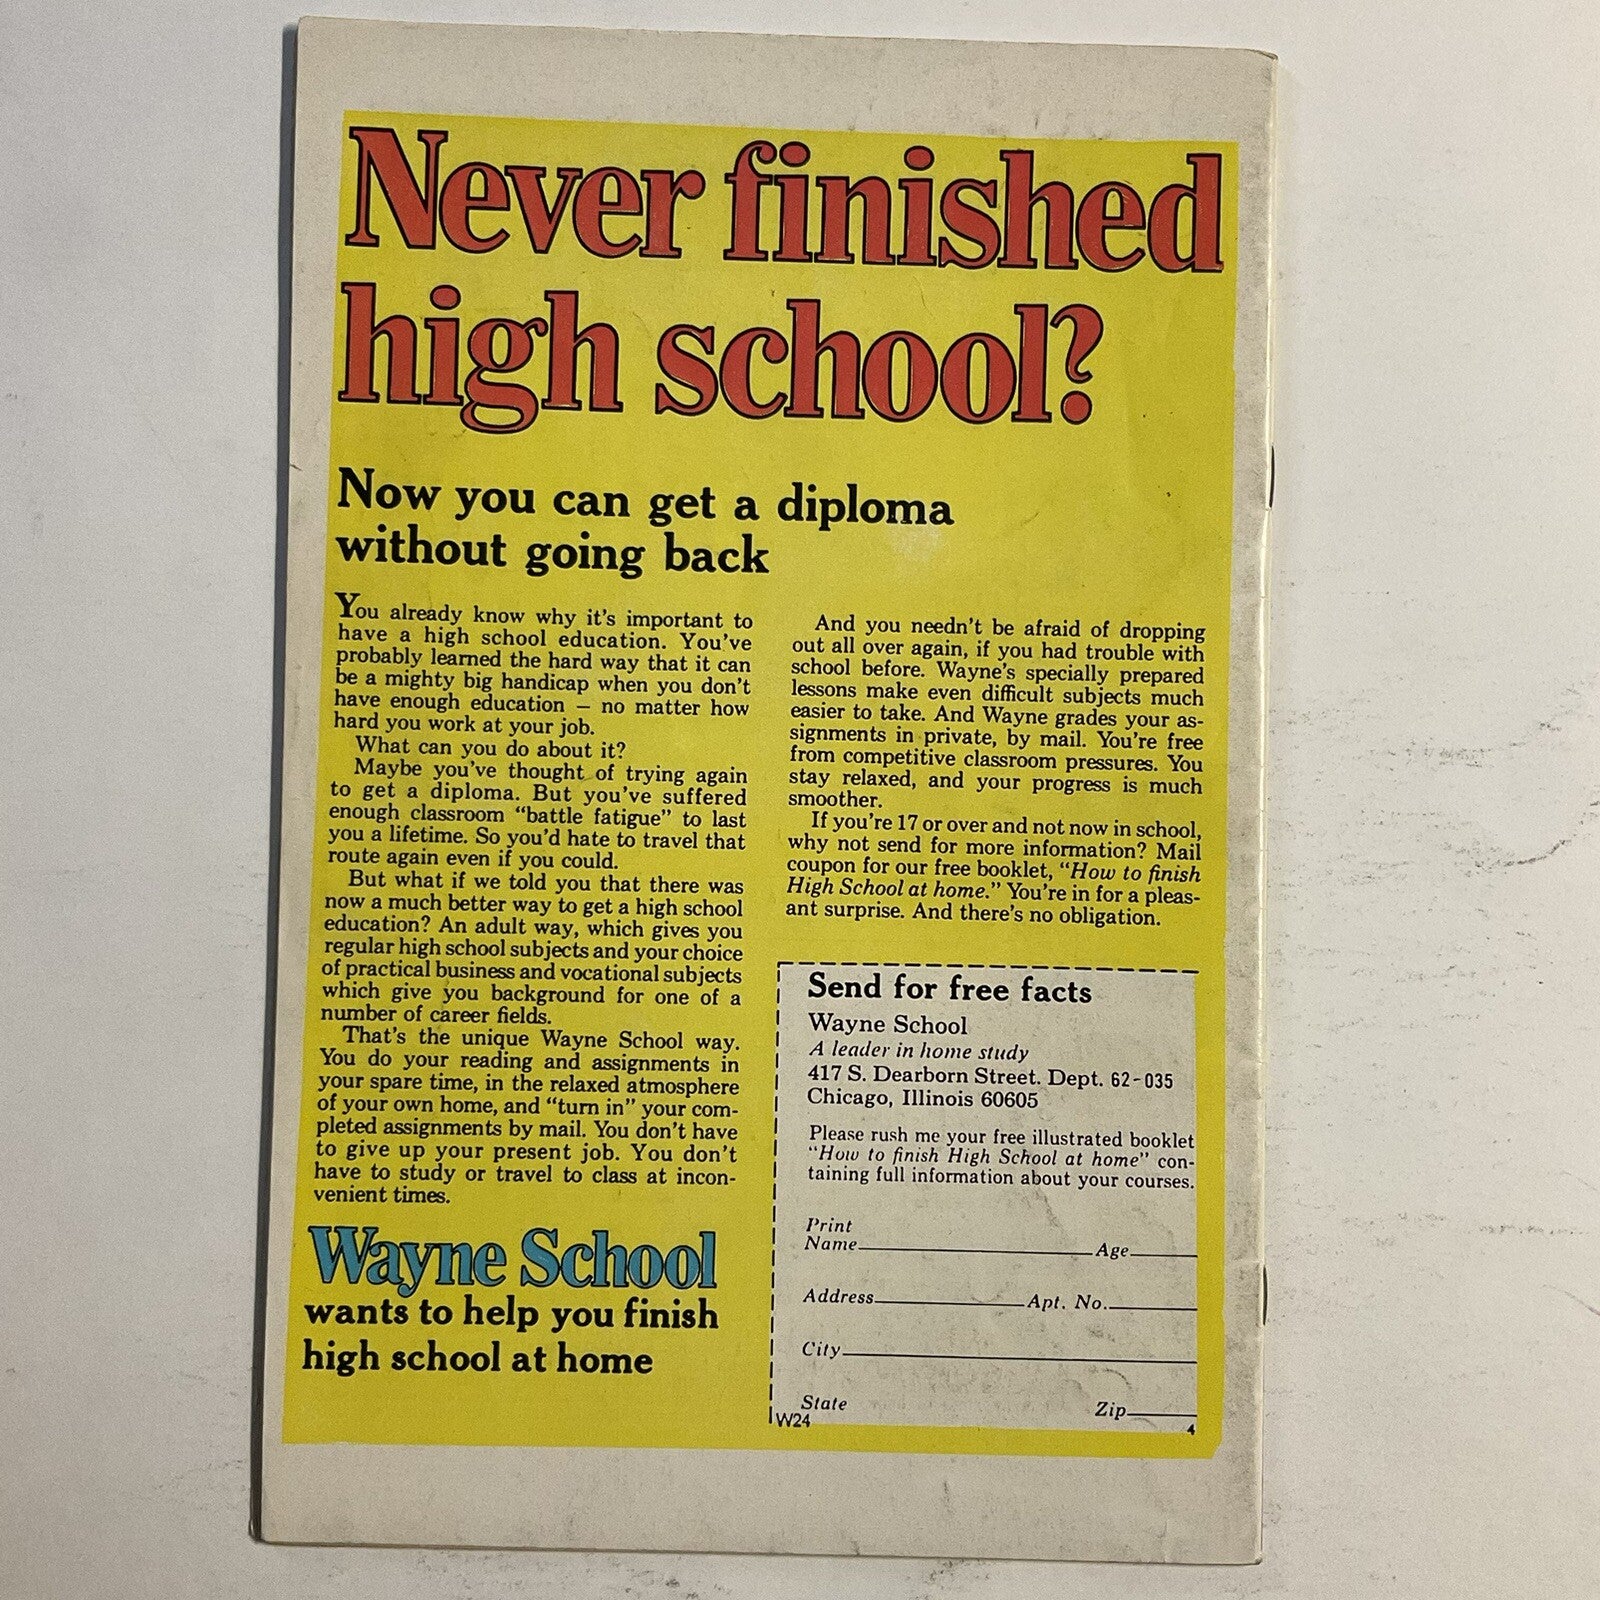 Never finished
high school?
Now you can get a diploma
without going back
You already know why it's important to
have a high school education. You've
probably learned the hard way that it can
be a mighty big handicap when you don't
have enough education – no matter how
hard you work at your job.
What can you do about it?
Maybe you've thought of trying again
to get a diploma. But you've suffered
enough classroom "battle fatigue" to last
you a lifetime. So you'd hate to travel that
route again even if you could.
But what if we told you that there was
now a much better way to get a high school
education? An adult way, which gives you
regular high school subjects and your choice
of practical business and vocational subjects
which give you background for one of a
number of career fields.
That's the unique Wayne School way.
You do your reading and assignments in
your spare time, in the relaxed atmosphere
of your own home, and "turn in" your com-
pleted assignments by mail. You don't have
to give up your present job. You don't
have to study or travel to class at incon-
venient times.
Wayne School
wants to help you finish
high school at home
And you needn't be afraid of dropping
out all over again, if you had trouble with
school before. Wayne's specially prepared
lessons make even difficult subjects much
easier to take. And Wayne grades your as-
signments in private, by mail. You're free
from competitive classroom pressures. You
stay relaxed, and your progress is much
smoother.
If you're 17 or over and not now in school,
why not send for more information? Mail
coupon for our free booklet, "How to finish
High School at home." You're in for a pleas-
ant surprise. And there's no obligation.
Send for free facts
Wayne School
A leader in home study
417 S. Dearborn Street. Dept. 62-035
Chicago, Illinois 60605
Please rush me your free illustrated booklet
"How to finish High School at home" con-
taining full information about your courses.
Print
Name Age
Address Apt. No.
City
State Zip
W24 4